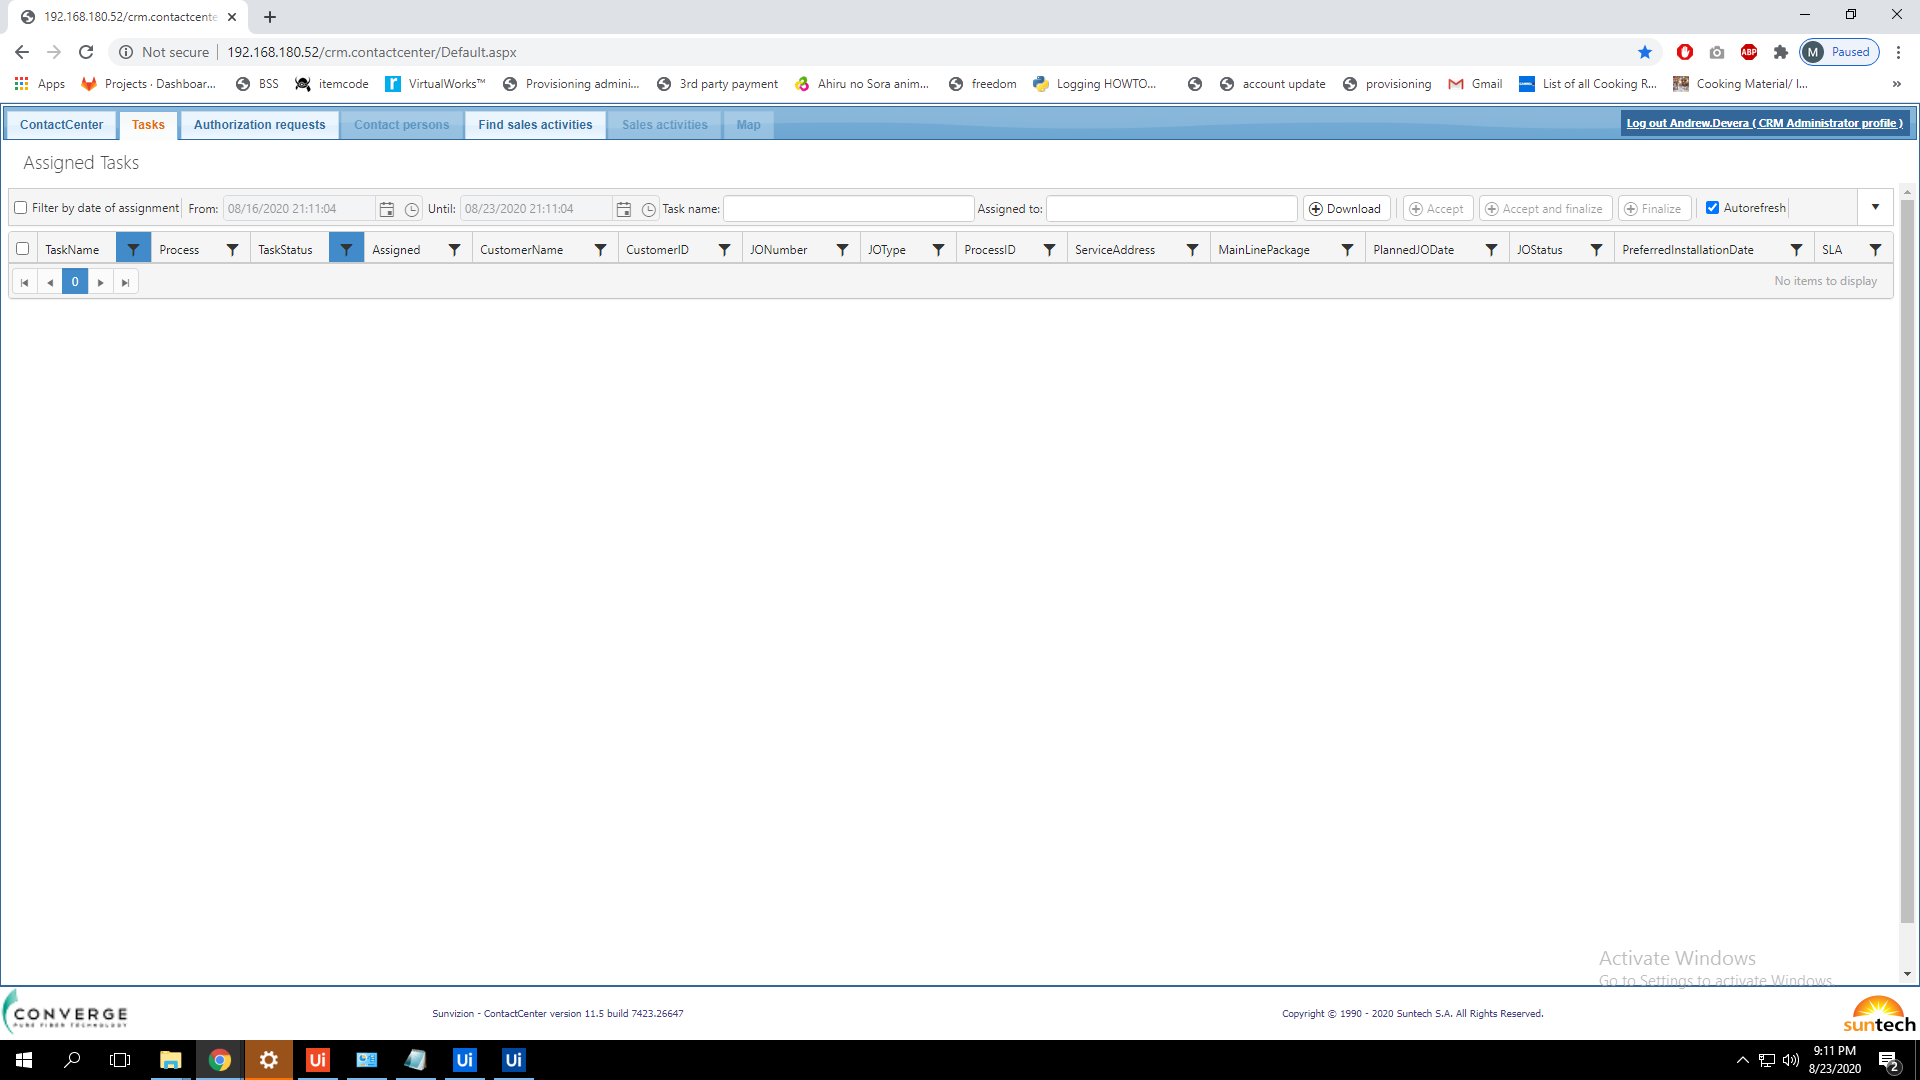 192.168.180.52/crm.contactcente
Not secure 192.168.180.52/crm.contactcenter/Default.aspx
ABP M Paused
Apps Projects · Dashboar... BSS itemcode VirtualWorks™ Provisioning admini... 3rd party payment Ahiru no Sora anim... freedom Logging HOWTO... account update provisioning Gmail List of all Cooking R... Cooking Material/ I... »
ContactCenter Tasks Authorization requests Contact persons Find sales activities Sales activities Map Log out Andrew.Devera ( CRM Administrator profile )
Assigned Tasks
Filter by date of assignment From: 08/16/2020 21:11:04 Until: 08/23/2020 21:11:04 Task name: Assigned to: Download Accept Accept and finalize Finalize Autorefresh
TaskName Process TaskStatus Assigned CustomerName CustomerID JONumber JOType ProcessID ServiceAddress MainLinePackage PlannedJODate JOStatus PreferredInstallationDate SLA
0 No items to display
Activate Windows
Go to Settings to activate Windows.
CONVERGE
PURE FIBER TECHNOLOGY
Sunvizion - ContactCenter version 11.5 build 7423.26647
Copyright © 1990 - 2020 Suntech S.A. All Rights Reserved.
suntech
Ui Ui Ui
9:11 PM
8/23/2020
2